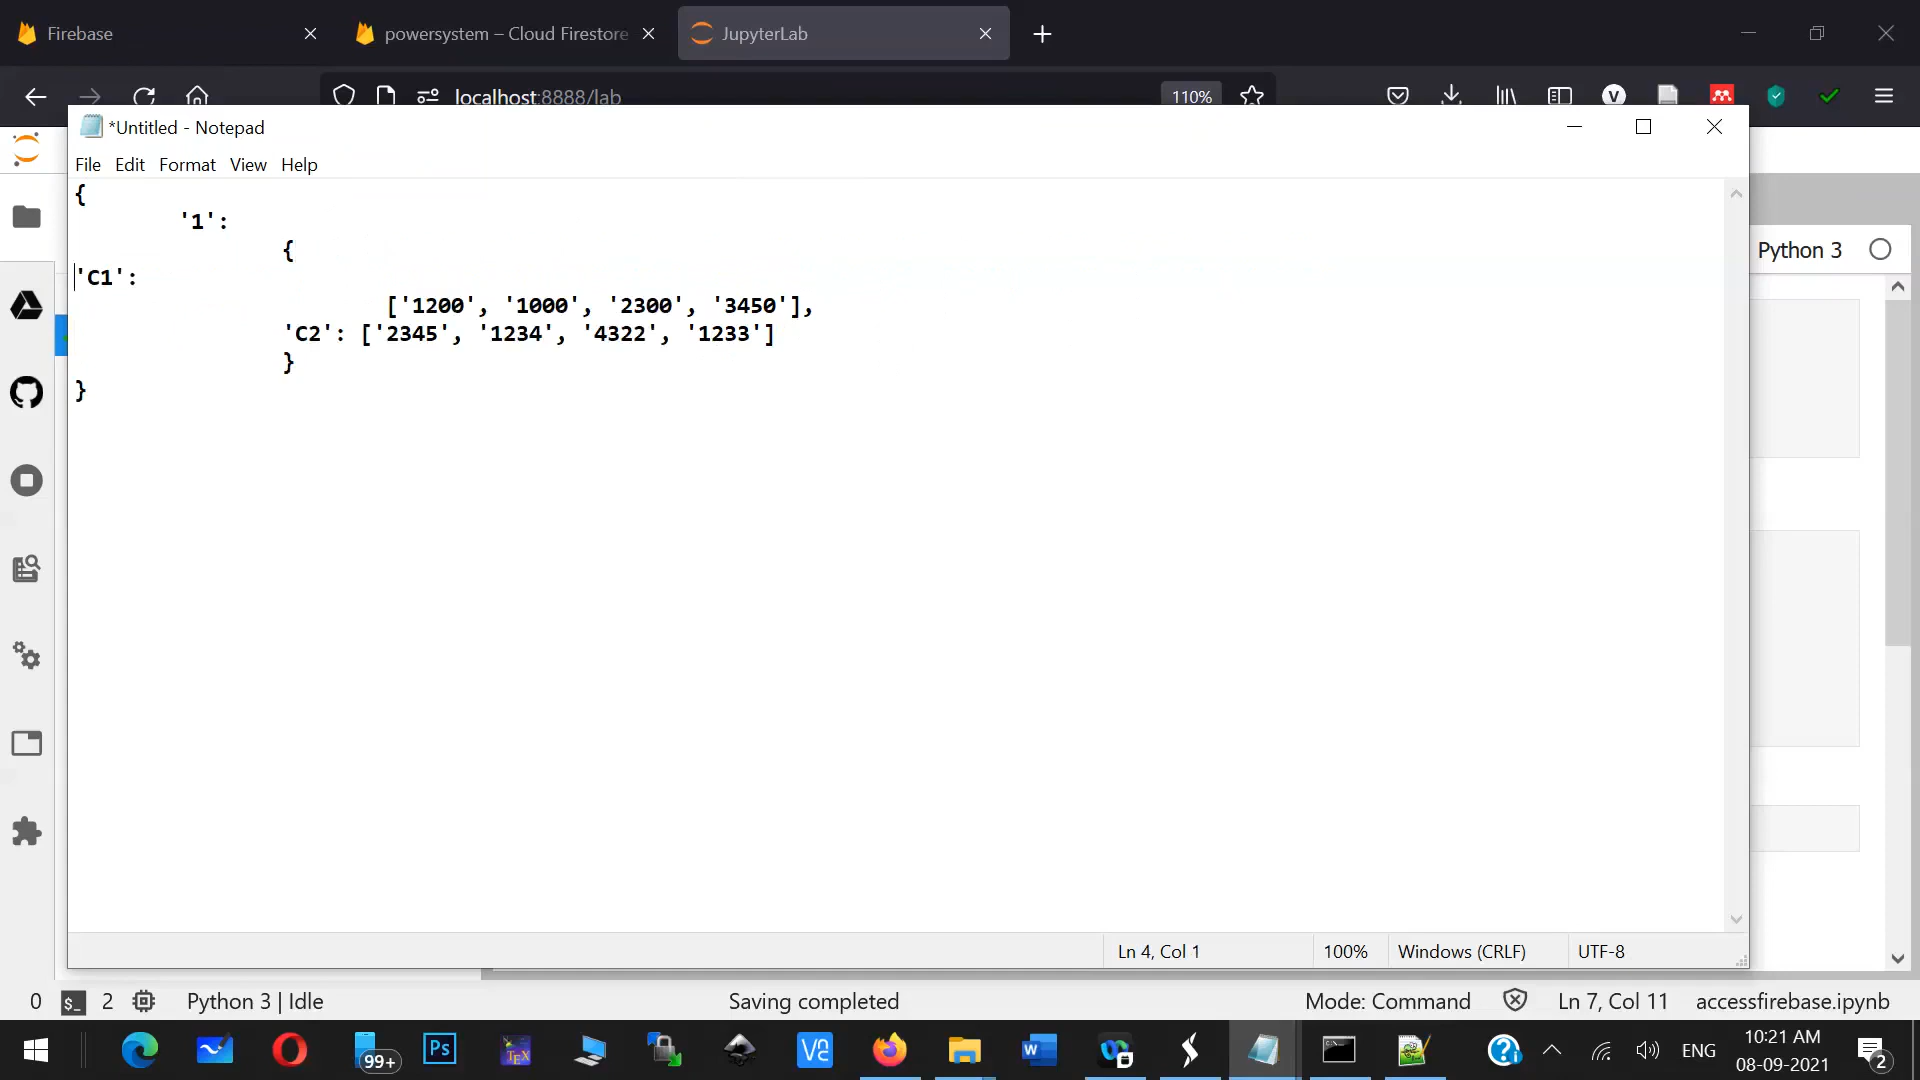 Firebase
powersystem – Cloud Firestore
JupyterLab
localhost:8888/lab
110%
*Untitled - Notepad
File Edit Format View Help
{
'1':
{
'C1':
['1200', '1000', '2300', '3450'],
'C2': ['2345', '1234', '4322', '1233']
}
}
Python 3
Ln 4, Col 1
100%
Windows (CRLF)
UTF-8
0
2
Python 3 | Idle
Saving completed
Mode: Command
Ln 7, Col 11
accessfirebase.ipynb
99+
Ps
TEX
ENG
10:21 AM
08-09-2021
2